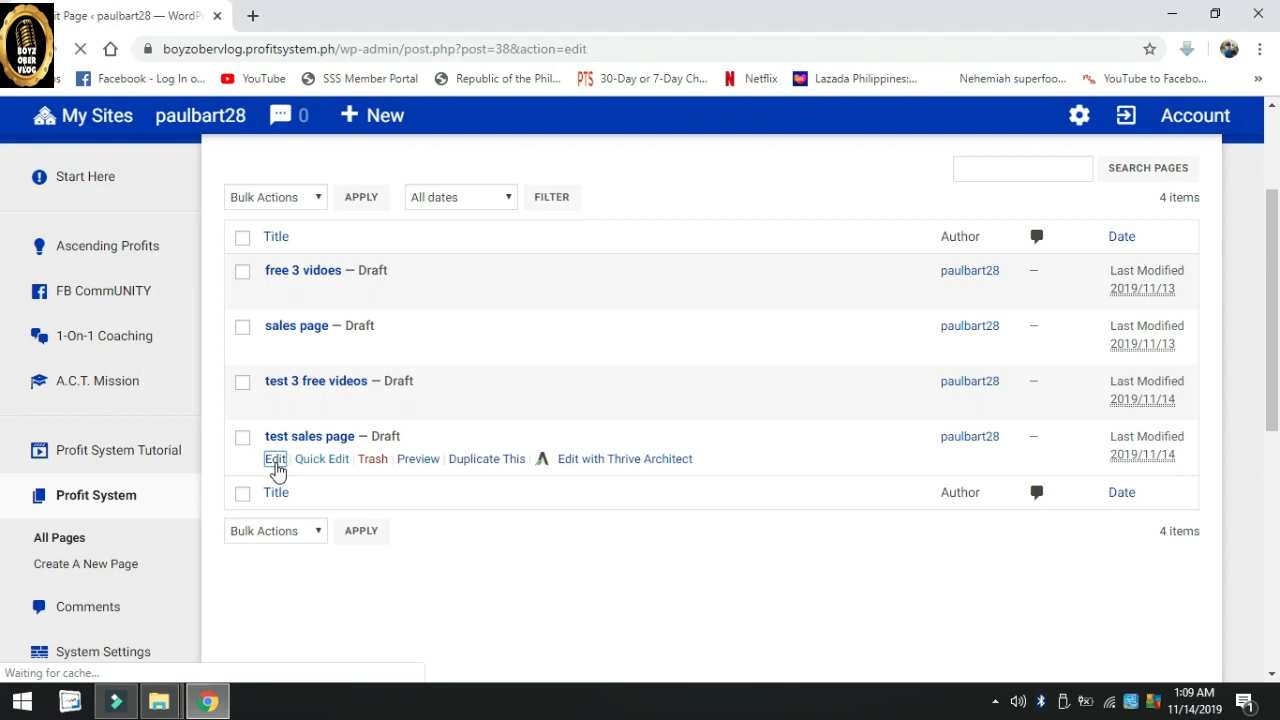 t Page ‹ paulbart28 — WordP
BOYZ
OBER
VLOG
boyzobervlog.profitsystem.ph/wp-admin/post.php?post=38&action=edit
Facebook - Log In o...
YouTube
SSS Member Portal
Republic of the Phil...
PTS
30-Day or 7-Day Ch...
Netflix
Lazada Philippines:...
Nehemiah superfoo...
YouTube to Facebo...
My Sites
paulbart28
0
+ New
Account
Start Here
SEARCH PAGES
Bulk Actions
APPLY
All dates
FILTER
4 items
Title
Author
Date
Ascending Profits
free 3 vidoes — Draft
paulbart28
—
Last Modified
2019/11/13
FB CommUNITY
sales page — Draft
paulbart28
—
Last Modified
2019/11/13
1-On-1 Coaching
test 3 free videos — Draft
paulbart28
—
Last Modified
2019/11/14
A.C.T. Mission
test sales page — Draft
paulbart28
—
Last Modified
2019/11/14
Edit | Quick Edit | Trash | Preview | Duplicate This | Edit with Thrive Architect
Profit System Tutorial
Title
Author
Date
Profit System
Bulk Actions
APPLY
4 items
All Pages
Create A New Page
Comments
System Settings
Waiting for cache...
1:09 AM
11/14/2019
1